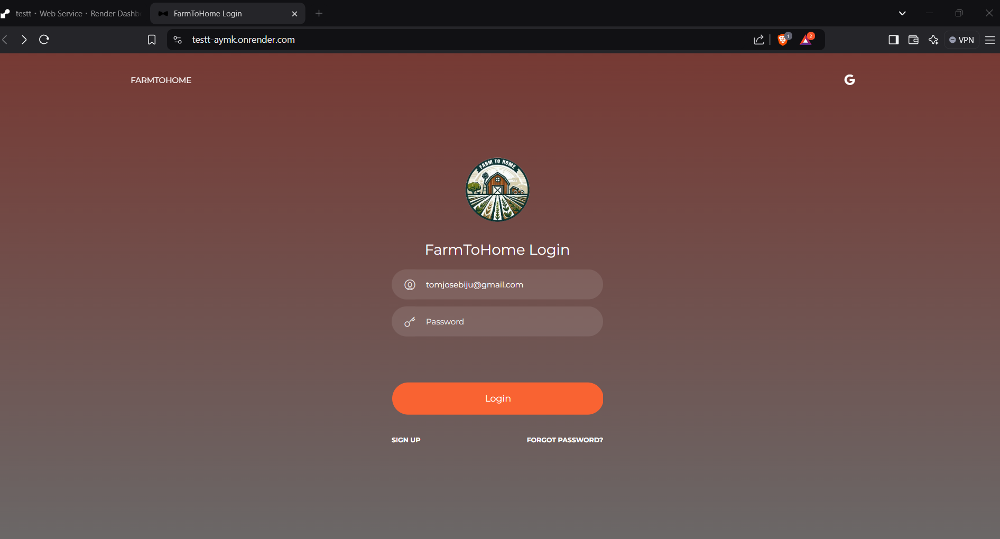 testt · Web Service · Render Dashb
FarmToHome Login
testt-aymk.onrender.com
1
2
VPN
FARMTOHOME
G
FARM TO HOME
FarmToHome Login
tomjosebiju@gmail.com
Password
Login
SIGN UP
FORGOT PASSWORD?